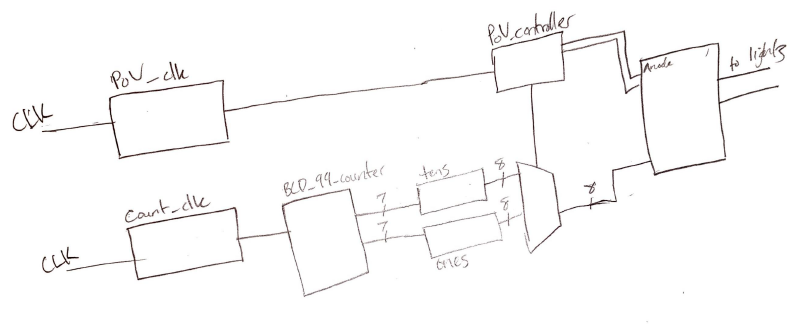 PoV_controller
PoV_clk
Anode
to lights
CLK
BCD_99_counter
tens
8
Count_clk
7
8
8
7
CLK
ones